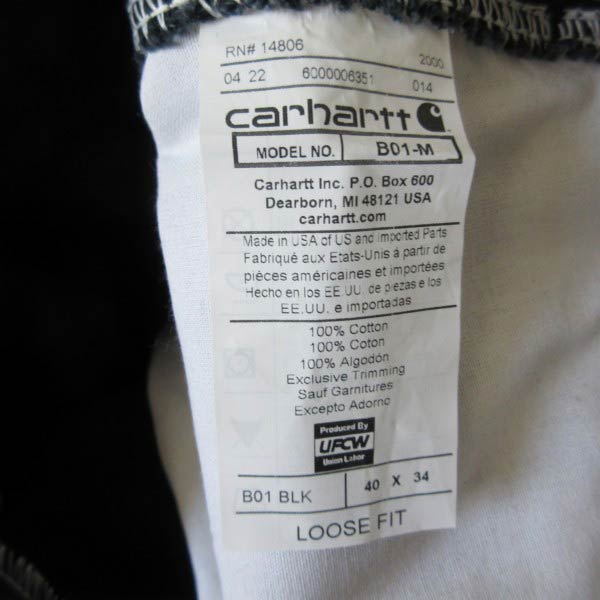 RN# 14806 2000
04 22 6000006351 014
carhartt
MODEL NO. B01-M
Carhartt Inc. P.O. Box 600
Dearborn, MI 48121 USA
carhartt.com
Made in USA of US and Imported Parts
Fabriqué aux Etats-Unis à partir de
pièces américaines et importées
Hecho en los EE.UU. de piezas e los
EE.UU. e importadas
100% Cotton
100% Coton
100% Algodón
Exclusive Trimming
Sauf Garnitures
Excepto Adorno
Produced By
UFCW
Union Labor
B01 BLK 40 X 34
LOOSE FIT